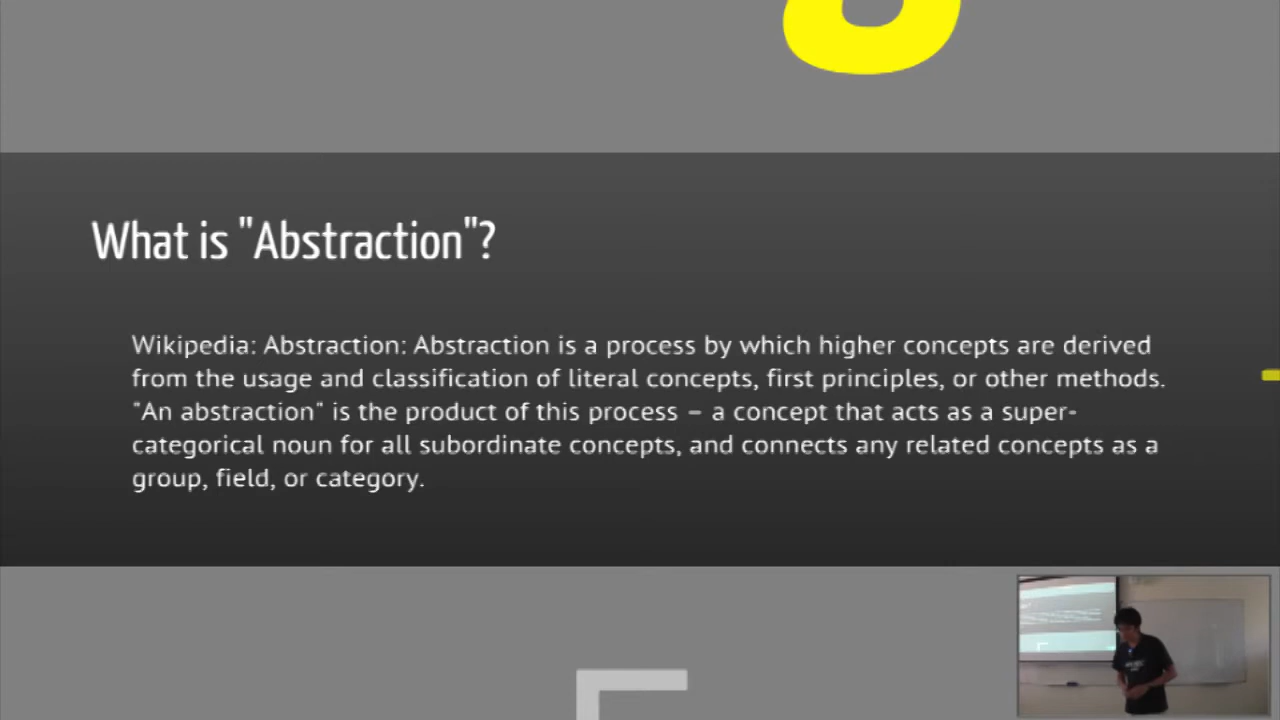 What is "Abstraction"?
Wikipedia: Abstraction: Abstraction is a process by which higher concepts are derived
from the usage and classification of literal concepts, first principles, or other methods.
"An abstraction" is the product of this process – a concept that acts as a super-
categorical noun for all subordinate concepts, and connects any related concepts as a
group, field, or category.